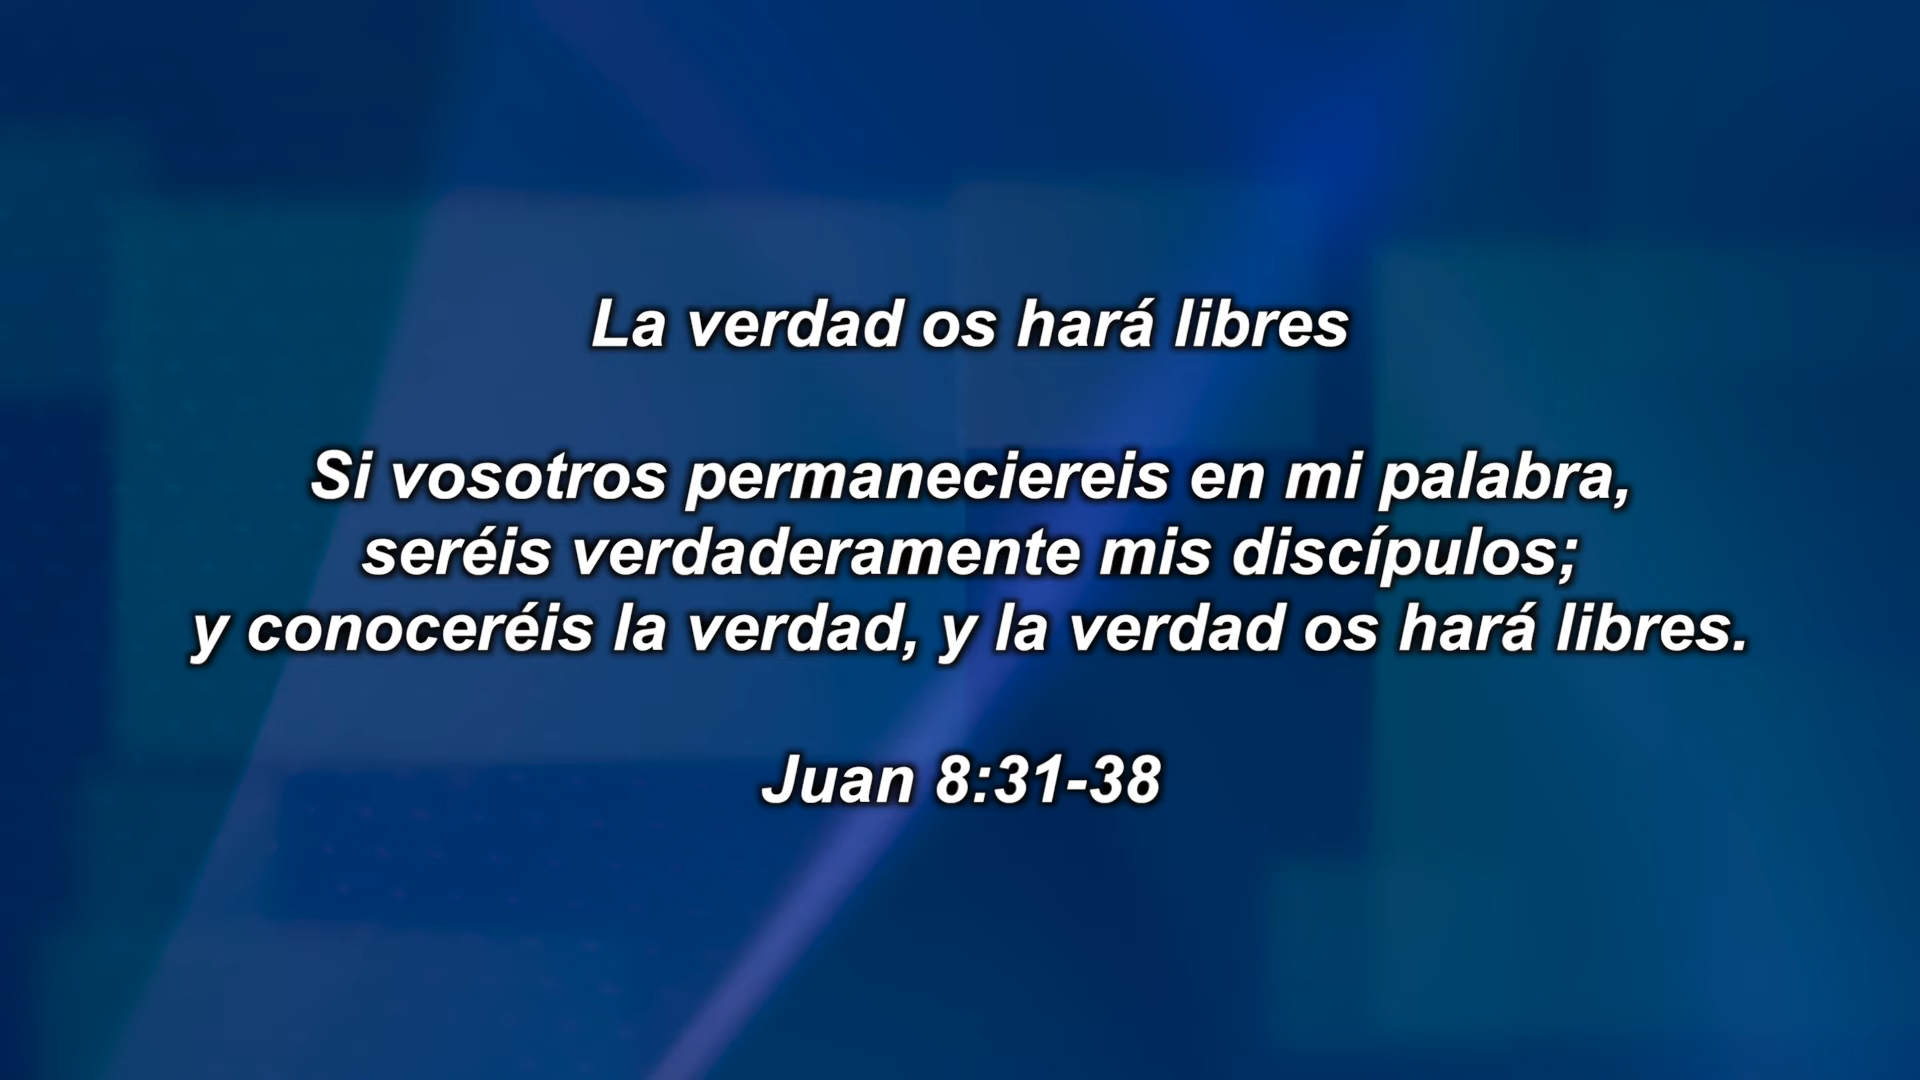 La verdad os hará libres
Si vosotros permaneciereis en mi palabra,
seréis verdaderamente mis discípulos;
y conoceréis la verdad, y la verdad os hará libres.
Juan 8:31-38